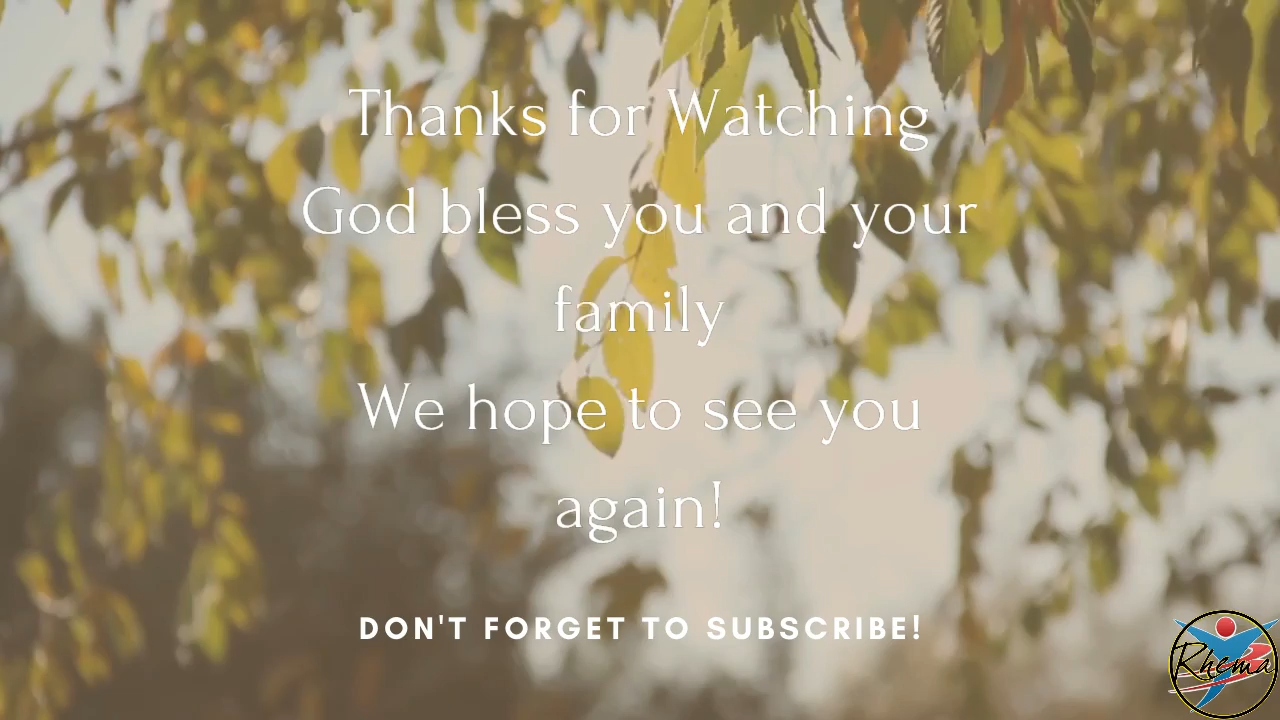 Thanks for Watching
God bless you and your
family
We hope to see you
again!
DON'T FORGET TO SUBSCRIBE!
Rhema